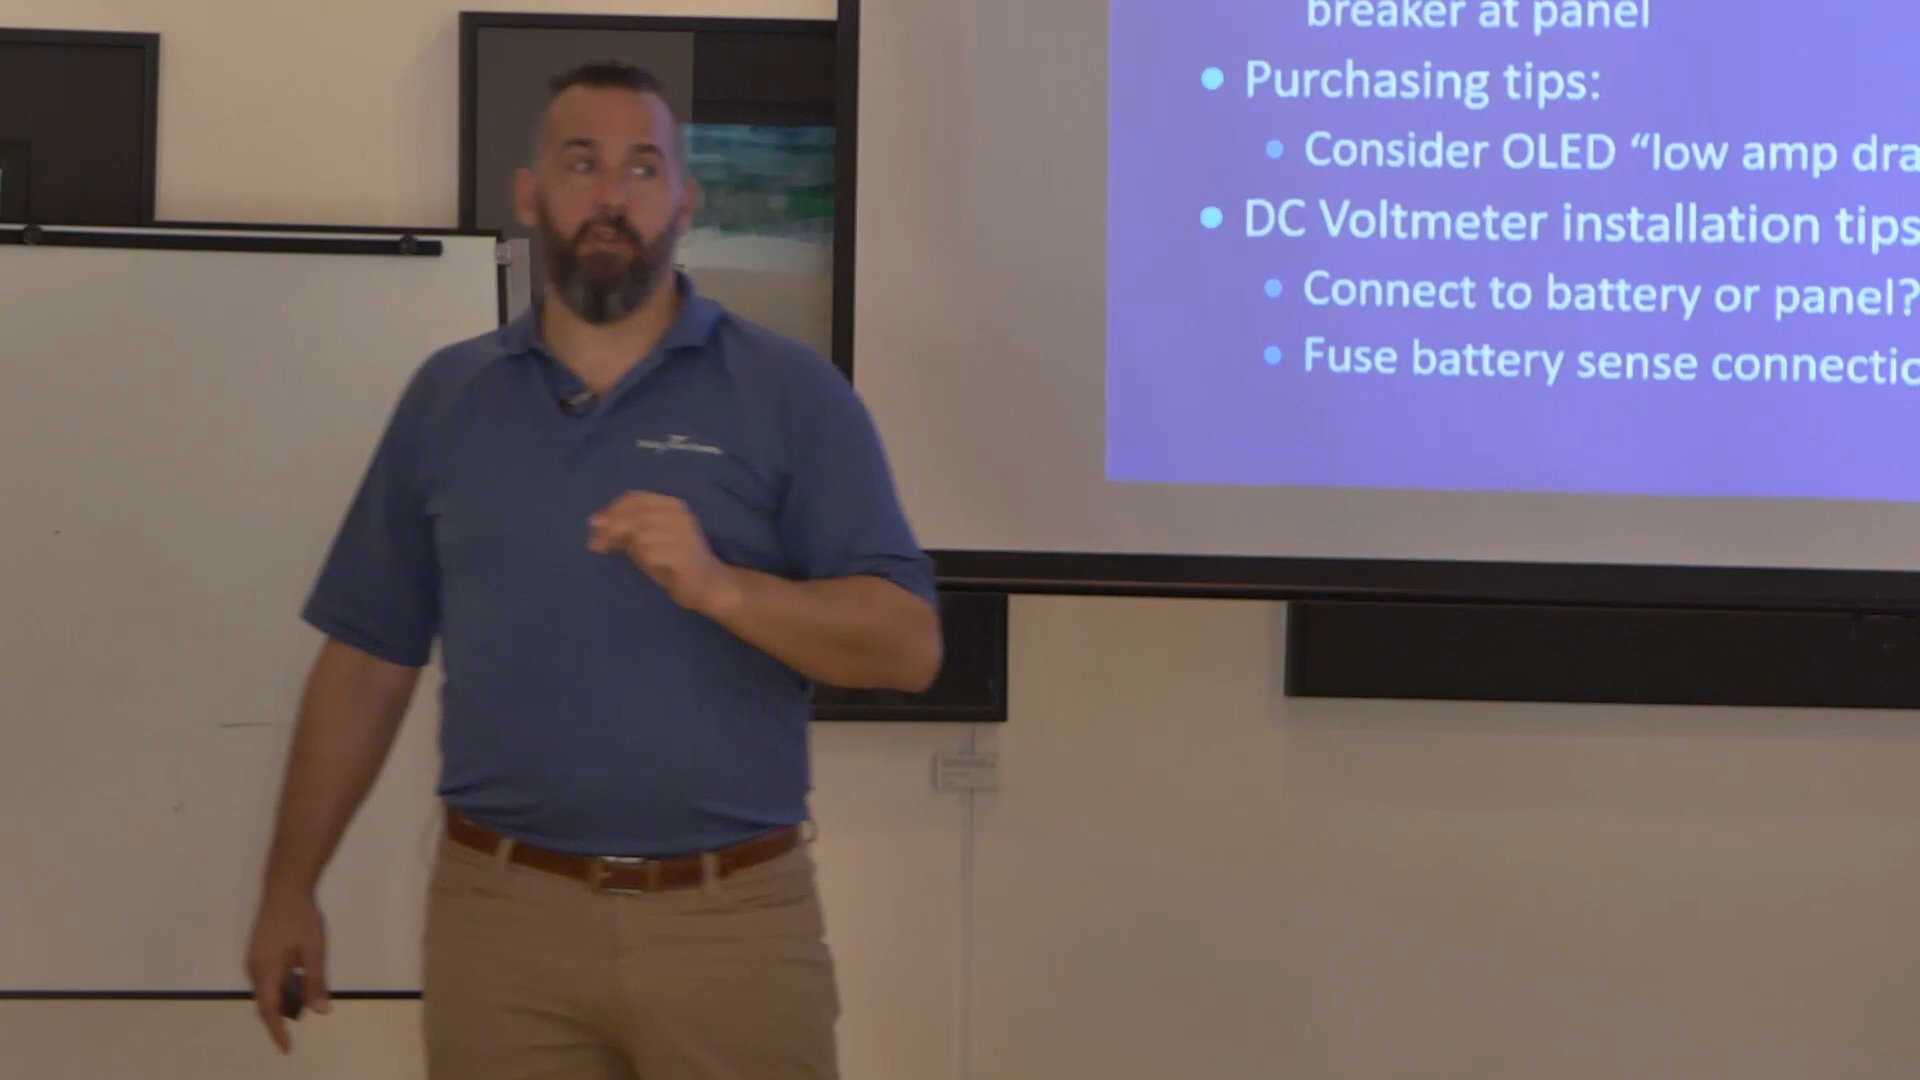 breaker at panel
Purchasing tips:
Consider OLED “low amp dra
DC Voltmeter installation tips
Connect to battery or panel?
Fuse battery sense connectio